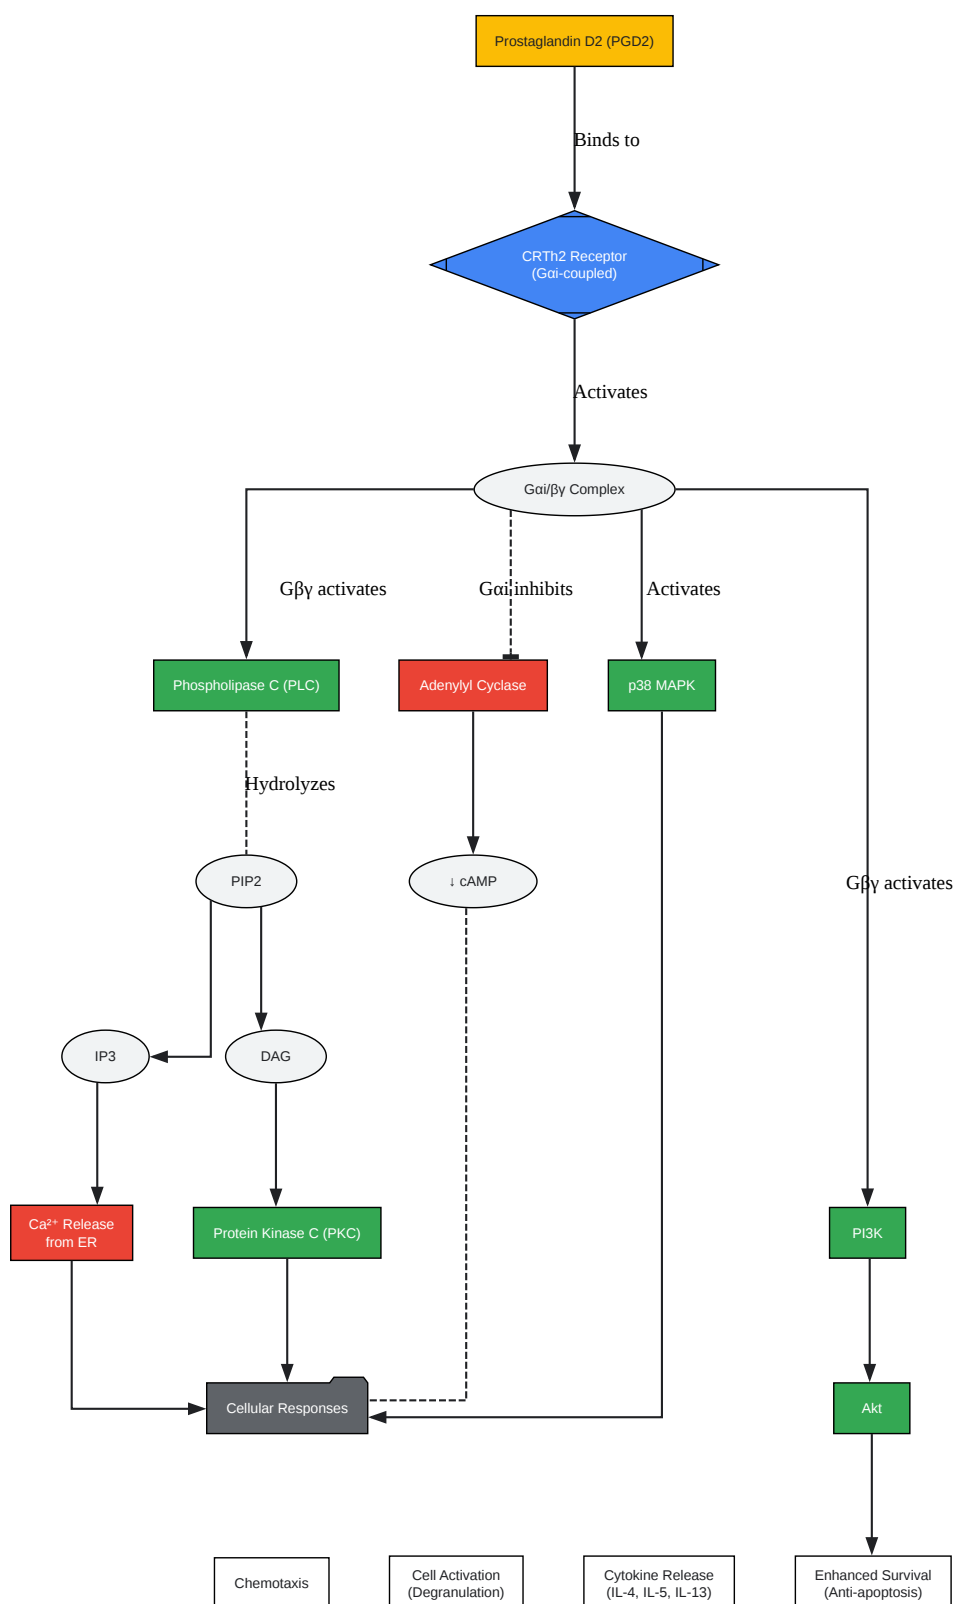 Prostaglandin D2 (PGD2)
Binds to
CRTh2 Receptor
(Gαi-coupled)
Activates
Gαi/βγ Complex
Gβγ activates
Gαi inhibits
Activates
Phospholipase C (PLC)
Adenylyl Cyclase
p38 MAPK
Hydrolyzes
PIP2
↓ cAMP
Gβγ activates
IP3
DAG
Ca²⁺ Release
from ER
Protein Kinase C (PKC)
PI3K
Cellular Responses
Akt
Chemotaxis
Cell Activation
(Degranulation)
Cytokine Release
(IL-4, IL-5, IL-13)
Enhanced Survival
(Anti-apoptosis)